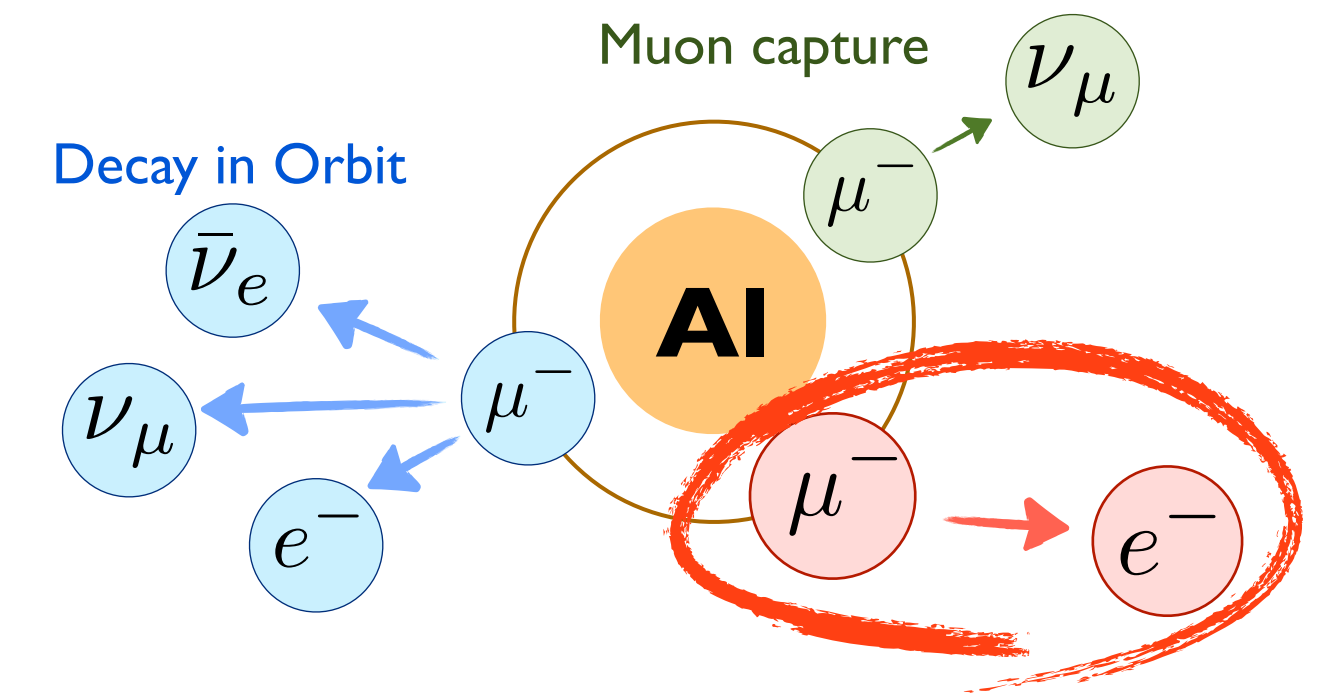 Muon capture
ν_μ
Decay in Orbit
μ⁻
ν̄_e
Al
μ⁻
ν_μ
μ⁻
e⁻
e⁻